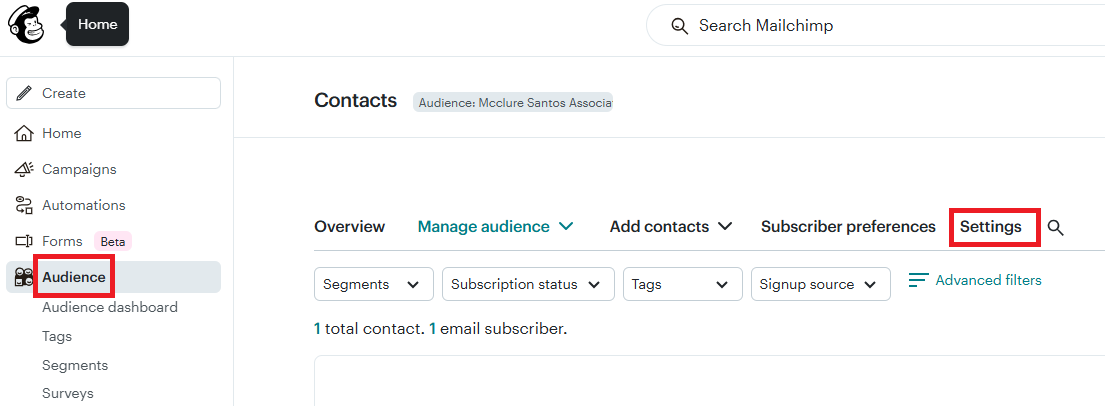 Home
Search Mailchimp
Create
Home
Campaigns
Automations
Forms Beta
Audience
Audience dashboard
Tags
Segments
Surveys
Contacts Audience: Mcclure Santos Associa
Overview Manage audience Add contacts Subscriber preferences Settings
Segments Subscription status Tags Signup source Advanced filters
1 total contact. 1 email subscriber.